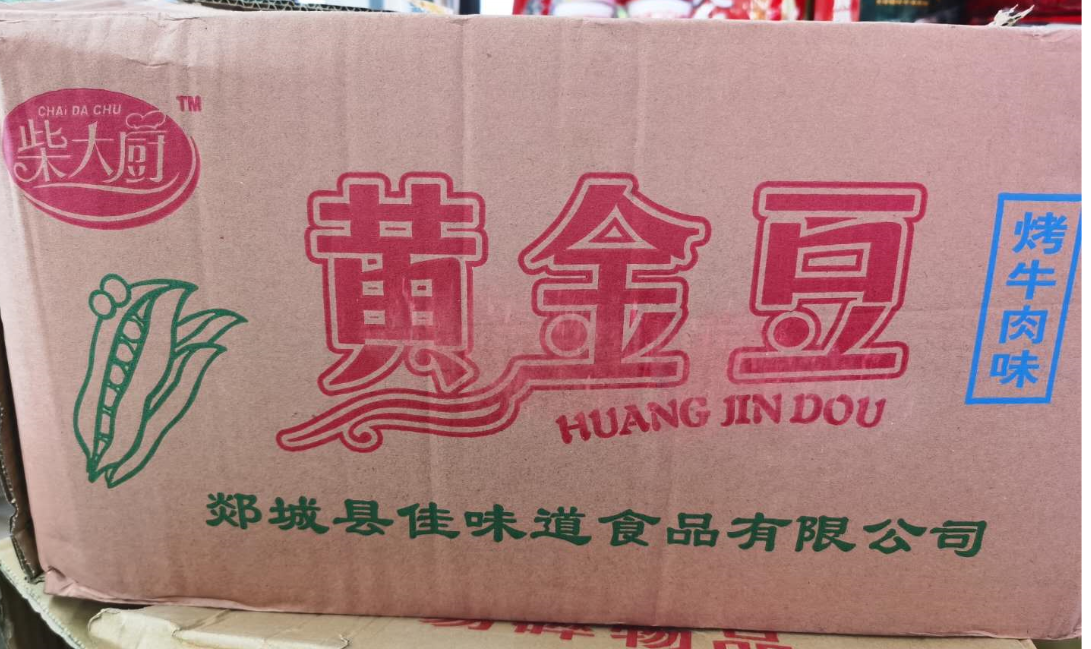 CHAI DA CHU
TM
柴大厨
黄金豆
HUANG JIN DOU
烤牛肉味
郯城县佳味道食品有限公司